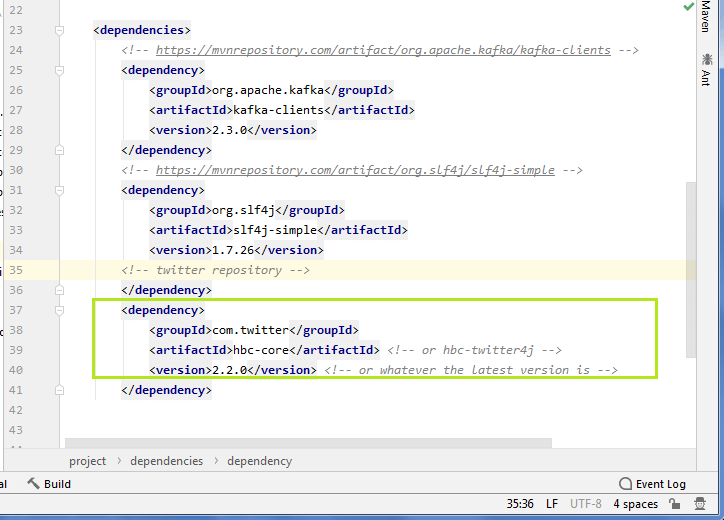 22
23 <dependencies>
24 <!-- https://mvnrepository.com/artifact/org.apache.kafka/kafka-clients -->
25 <dependency>
26 <groupId>org.apache.kafka</groupId>
27 <artifactId>kafka-clients</artifactId>
28 <version>2.3.0</version>
29 </dependency>
30 <!-- https://mvnrepository.com/artifact/org.slf4j/slf4j-simple -->
31 <dependency>
32 <groupId>org.slf4j</groupId>
33 <artifactId>slf4j-simple</artifactId>
34 <version>1.7.26</version>
35 <!-- twitter repository -->
36 </dependency>
37 <dependency>
38 <groupId>com.twitter</groupId>
39 <artifactId>hbc-core</artifactId> <!-- or hbc-twitter4j -->
40 <version>2.2.0</version> <!-- or whatever the latest version is -->
41 </dependency>
42
43
Maven
Ant
project > dependencies > dependency
Build
Event Log
35:36 LF UTF-8 4 spaces